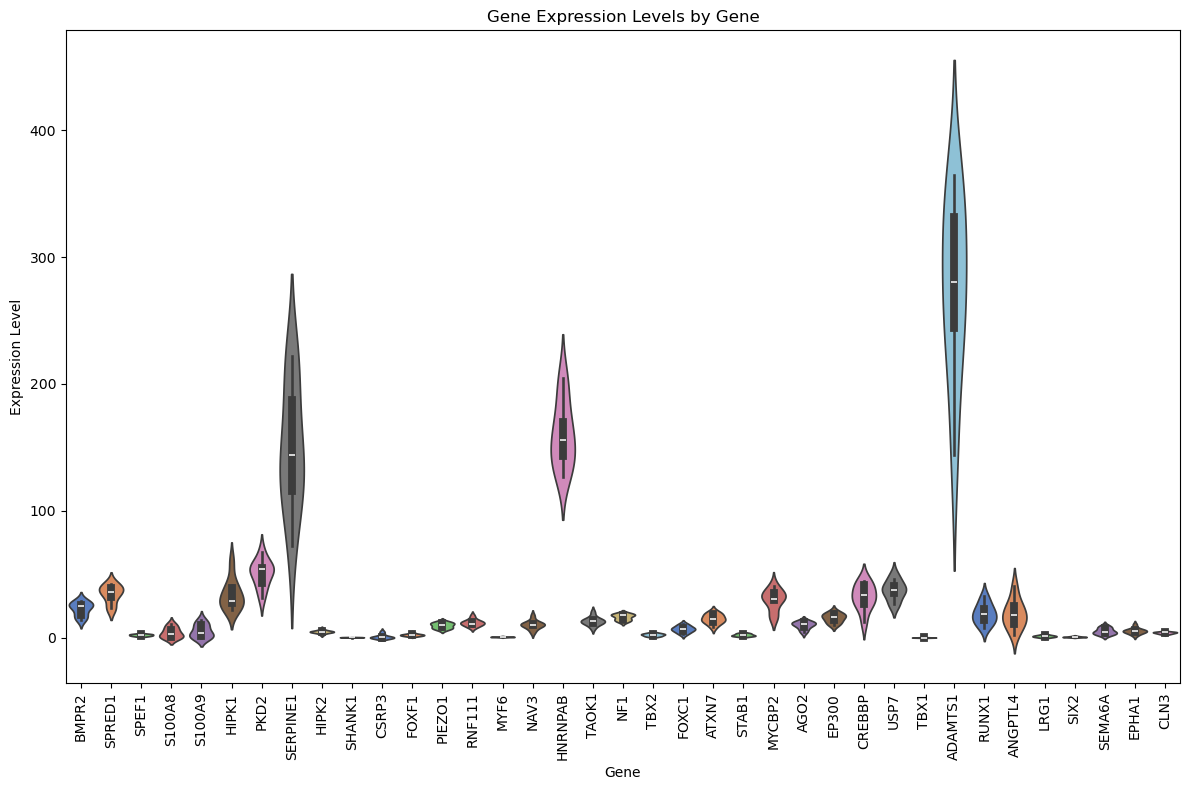 Gene Expression Levels by Gene
Expression Level
400
300
200
100
0
BMPR2
SPRED1
SPEF1
S100A8
S100A9
HIPK1
PKD2
SERPINE1
HIPK2
SHANK1
CSRP3
FOXF1
PIEZO1
RNF111
MYF6
NAV3
HNRNPAB
TAOK1
NF1
TBX2
FOXC1
ATXN7
STAB1
MYCBP2
AGO2
EP300
CREBBP
USP7
TBX1
ADAMTS1
RUNX1
ANGPTL4
LRG1
SIX2
SEMA6A
EPHA1
CLN3
Gene